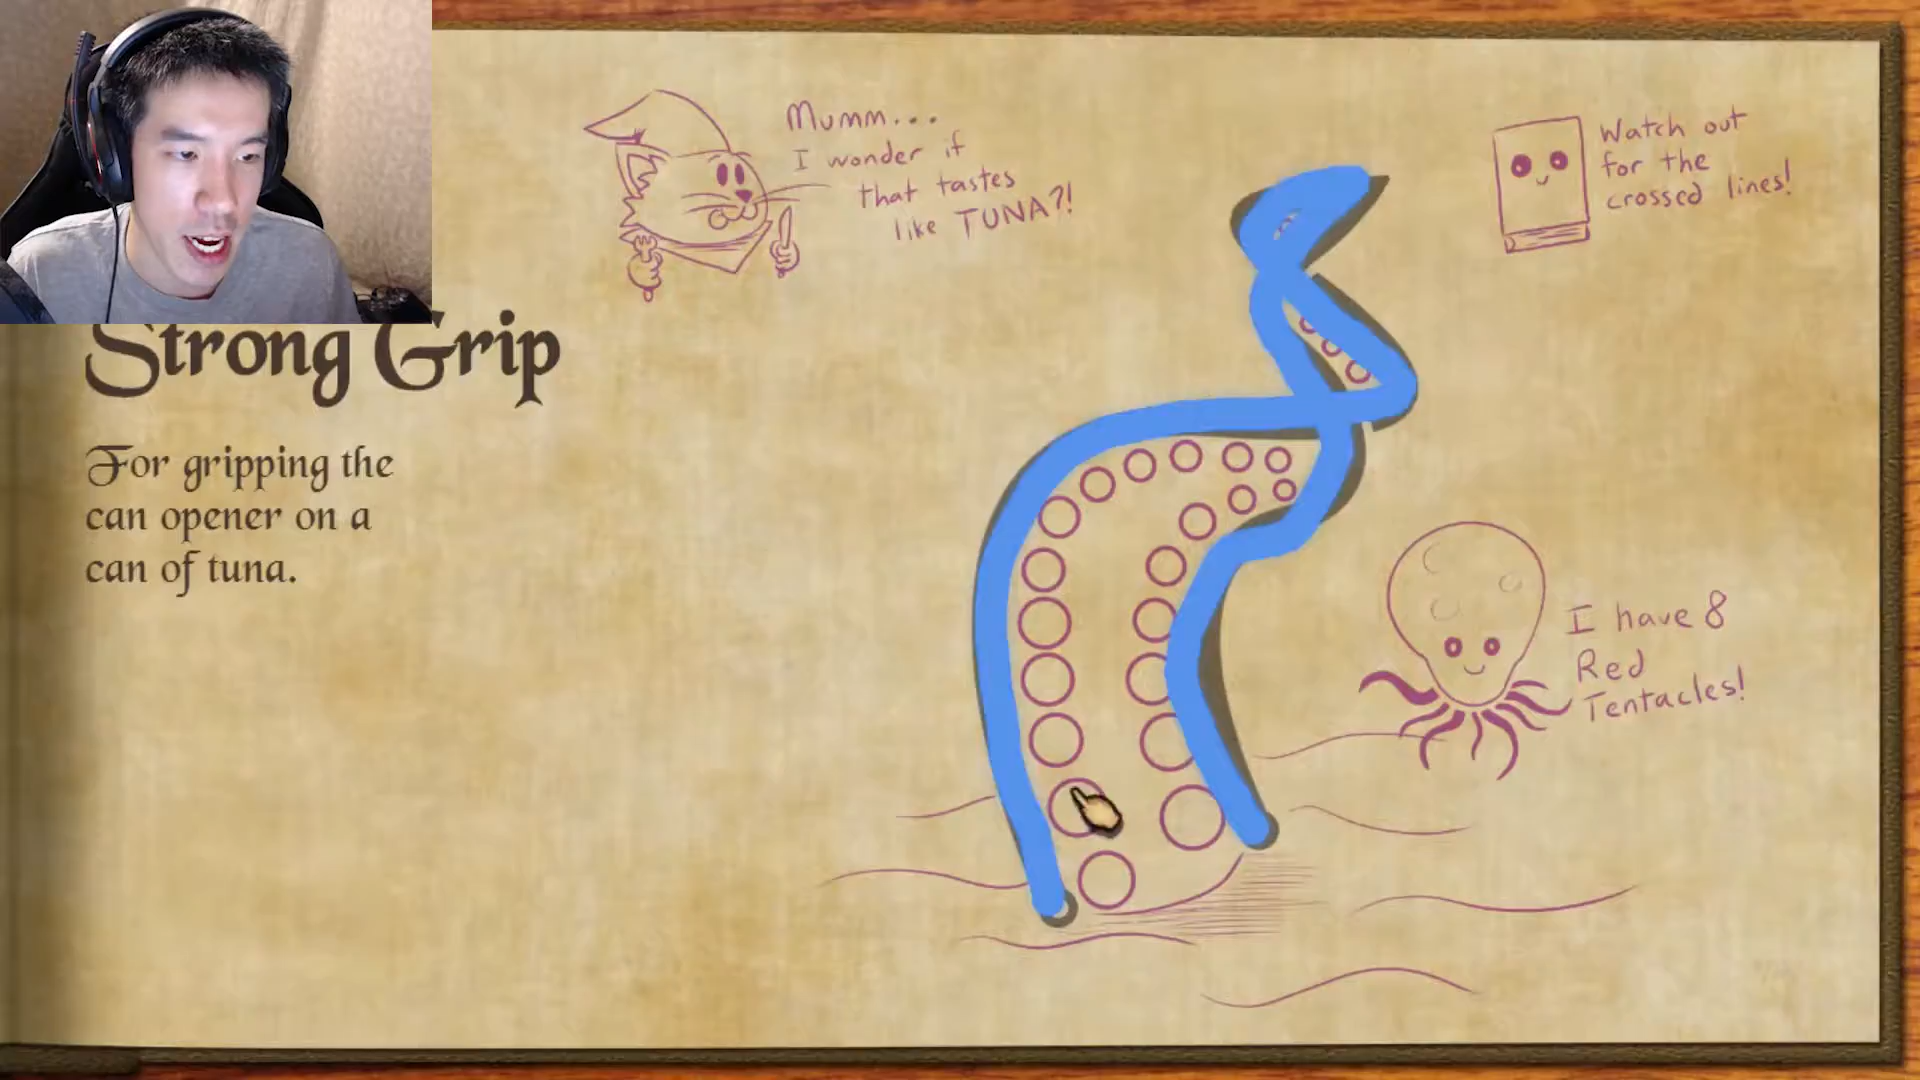 Mumm...
I wonder if
that tastes
like TUNA?!
Watch out
for the
crossed lines!
Strong Grip
For gripping the
can opener on a
can of tuna.
I have 8
Red
Tentacles!